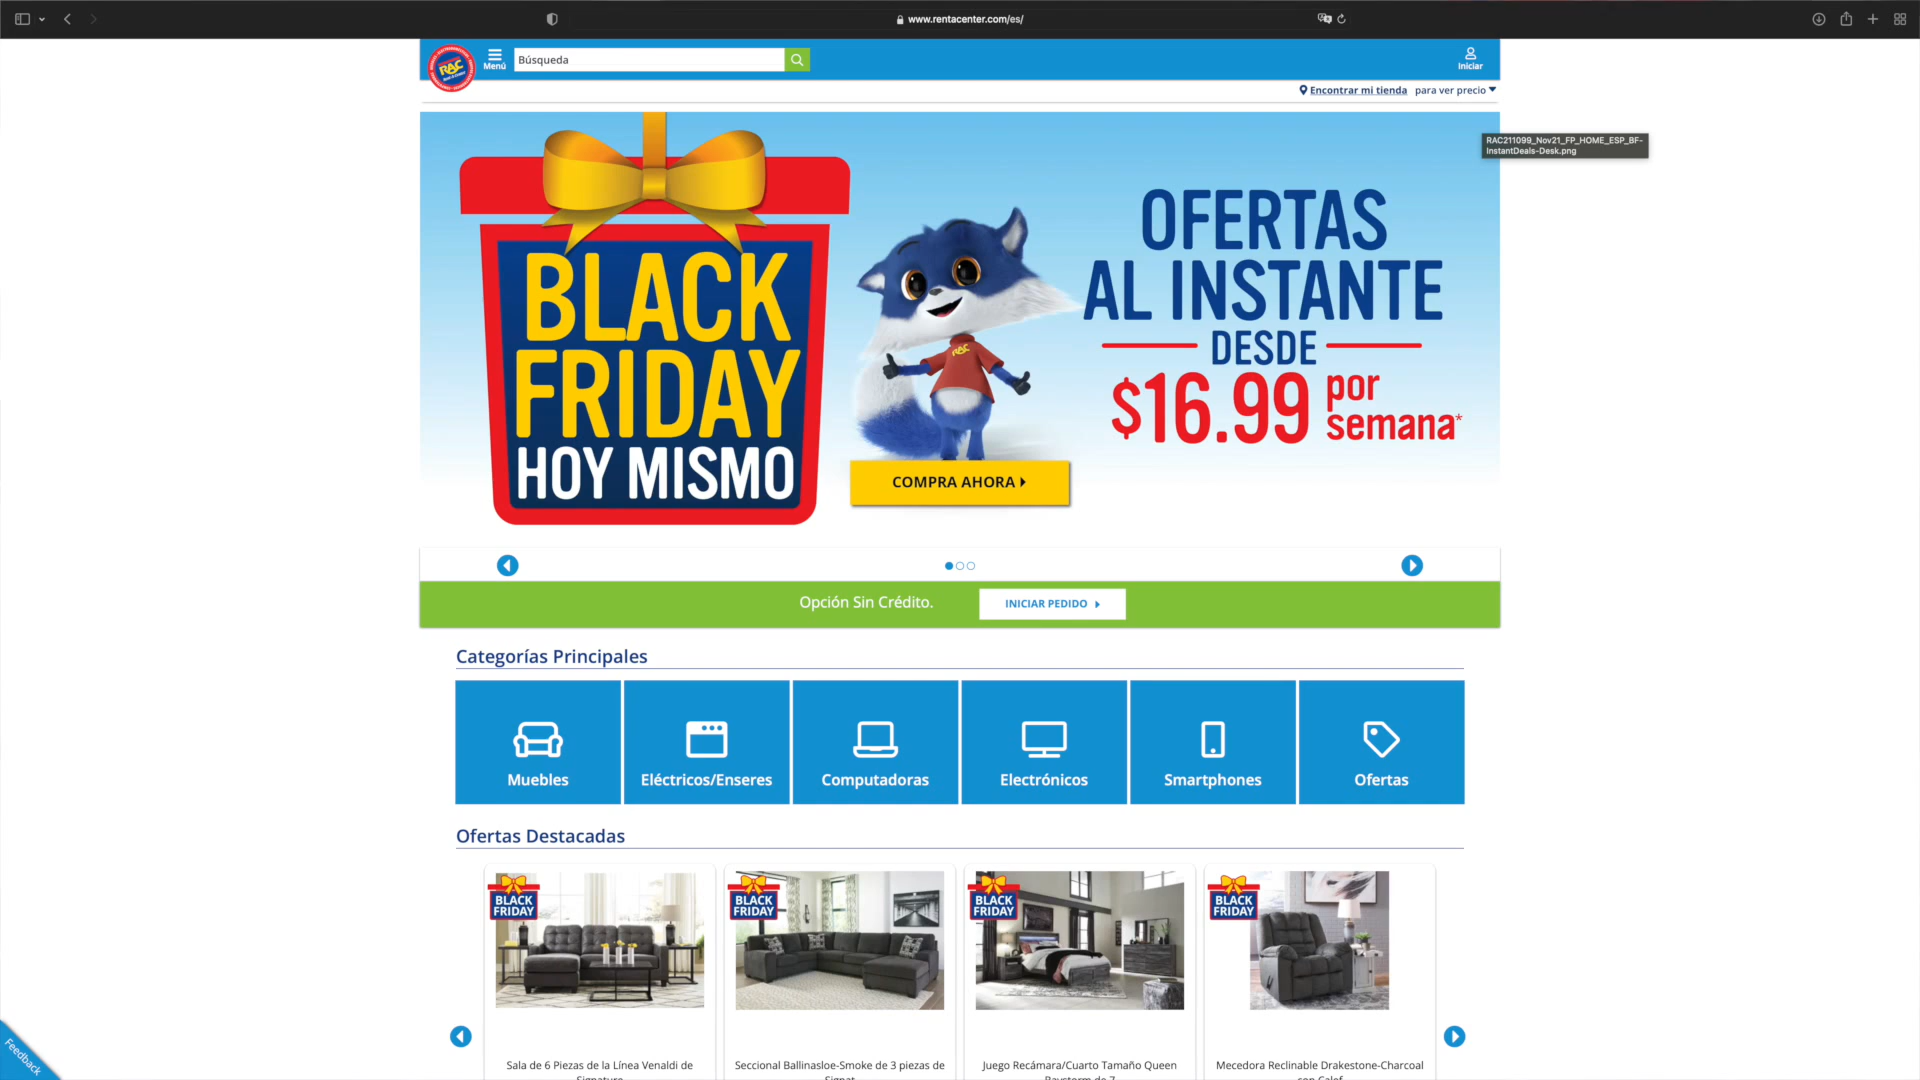 www.rentacenter.com/es/
RAC
Menú
Búsqueda
Iniciar
Encontrar mi tienda para ver precio
RAC211099_Nov21_FP_HOME_ESP_BF-
InstantDeals-Desk.png
BLACK
FRIDAY
HOY MISMO
RAC
OFERTAS
AL INSTANTE
DESDE
$16.99 por
semana*
COMPRA AHORA
Opción Sin Crédito.
INICIAR PEDIDO
Categorías Principales
Muebles
Eléctricos/Enseres
Computadoras
Electrónicos
Smartphones
Ofertas
Ofertas Destacadas
BLACK
FRIDAY
BLACK
FRIDAY
BLACK
FRIDAY
BLACK
FRIDAY
Sala de 6 Piezas de la Línea Venaldi de
Seccional Ballinasloe-Smoke de 3 piezas de
Juego Recámara/Cuarto Tamaño Queen
Mecedora Reclinable Drakestone-Charcoal
Feedback